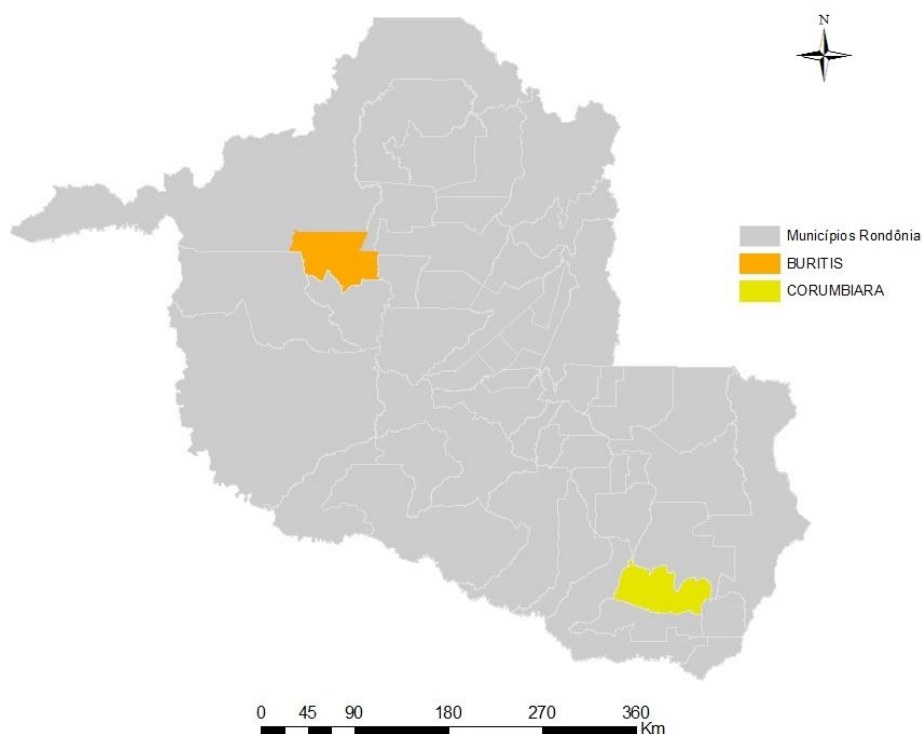 N
Municípios Rondônia
BURITIS
CORUMBIARA
0 45 90 180 270 360
Km